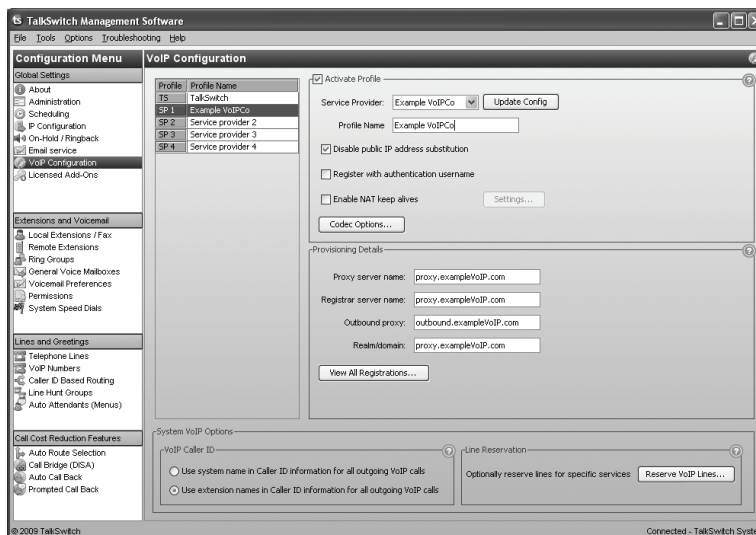 ts TalkSwitch Management Software
File Tools Options Troubleshooting Help
Configuration Menu
Global Settings
About
Administration
Scheduling
IP Configuration
On-Hold / Ringback
Email service
VoIP Configuration
Licensed Add-Ons
Extensions and Voicemail
Local Extensions / Fax
Remote Extensions
Ring Groups
General Voice Mailboxes
Voicemail Preferences
Permissions
System Speed Dials
Lines and Greetings
Telephone Lines
VoIP Numbers
Caller ID Based Routing
Line Hunt Groups
Auto Attendants (Menus)
Call Cost Reduction Features
Auto Route Selection
Call Bridge (DISA)
Auto Call Back
Prompted Call Back
VoIP Configuration
Profile Profile Name
TS TalkSwitch
SP 1 Example VoIPCo
SP 2 Service provider 2
SP 3 Service provider 3
SP 4 Service provider 4
Activate Profile
Service Provider: Example VoIPCo Update Config
Profile Name Example VoIPCo
Disable public IP address substitution
Register with authentication username
Enable NAT keep alives Settings...
Codec Options...
Provisioning Details
Proxy server name: proxy.exampleVoIP.com
Registrar server name: proxy.exampleVoIP.com
Outbound proxy: outbound.exampleVoIP.com
Realm/domain: proxy.exampleVoIP.com
View All Registrations...
System VoIP Options
VoIP Caller ID
Use system name in Caller ID information for all outgoing VoIP calls
Use extension names in Caller ID information for all outgoing VoIP calls
Line Reservation
Optionally reserve lines for specific services Reserve VoIP Lines...
© 2009 TalkSwitch
Connected - TalkSwitch Syste